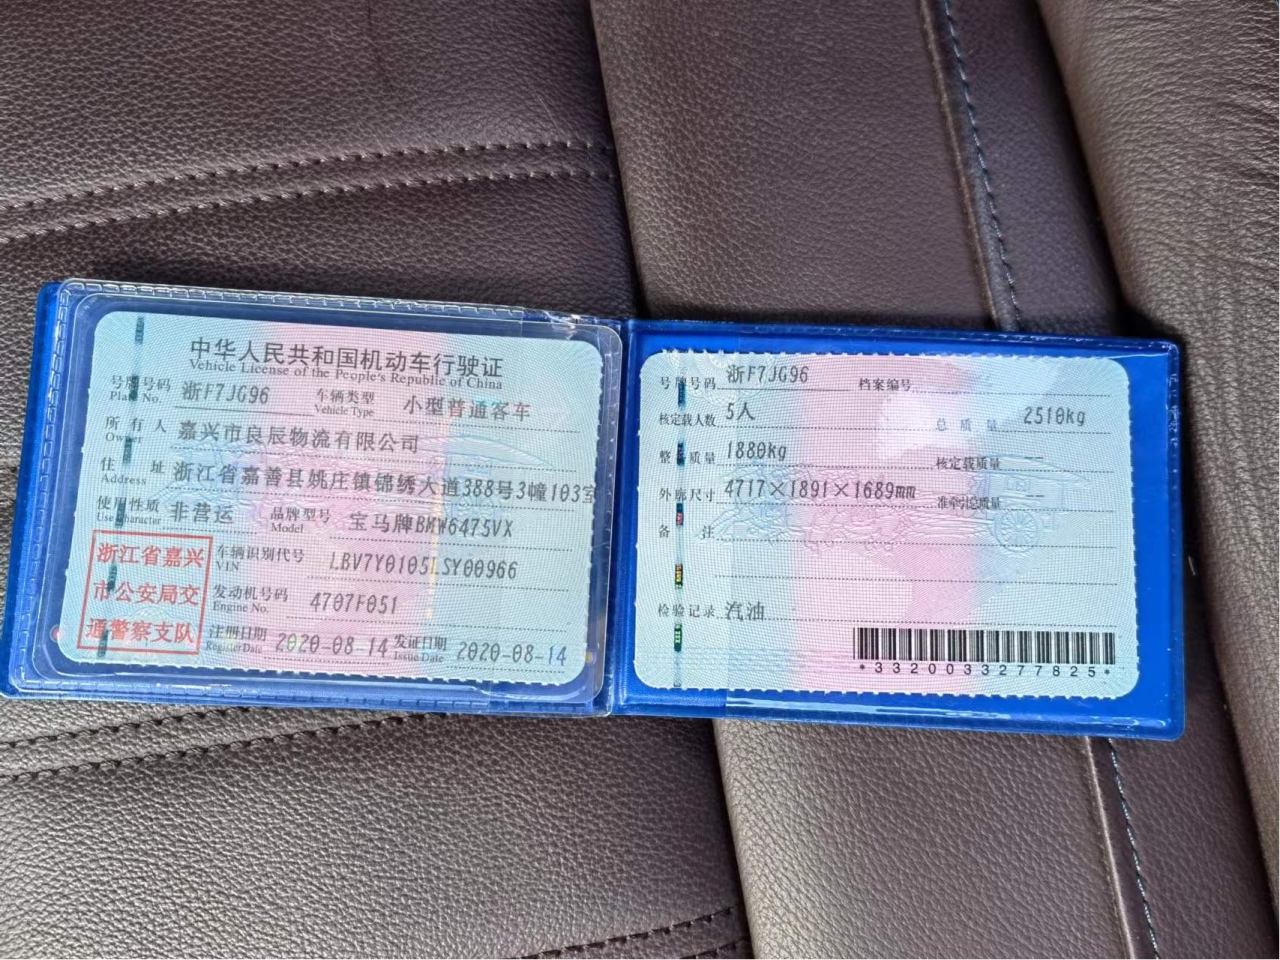 中华人民共和国机动车行驶证
Vehicle License of the People's Republic of China
号牌号码 浙F7JG96 车辆类型 小型普通客车
Plate No. Vehicle Type
所有人 嘉兴市良辰物流有限公司
Owner
住址 浙江省嘉善县姚庄镇锦绣大道388号3幢103室
Address
使用性质 非营运 品牌型号 宝马牌BMW6475VX
Use Character Model
浙江省嘉兴
市公安局交
通警察支队
车辆识别代号 LBV7Y0105LSY00966
VIN
发动机号码 4707F051
Engine No.
注册日期 2020-08-14 发证日期 2020-08-14
Register Date Issue Date
号牌号码 浙F7JG96 档案编号
核定载人数 5人 总质量 2510kg
整备质量 1880kg 核定载质量 --
外廓尺寸 4717×1891×1689mm 准牵引总质量 --
备注
检验记录 汽油
*3320033277825*